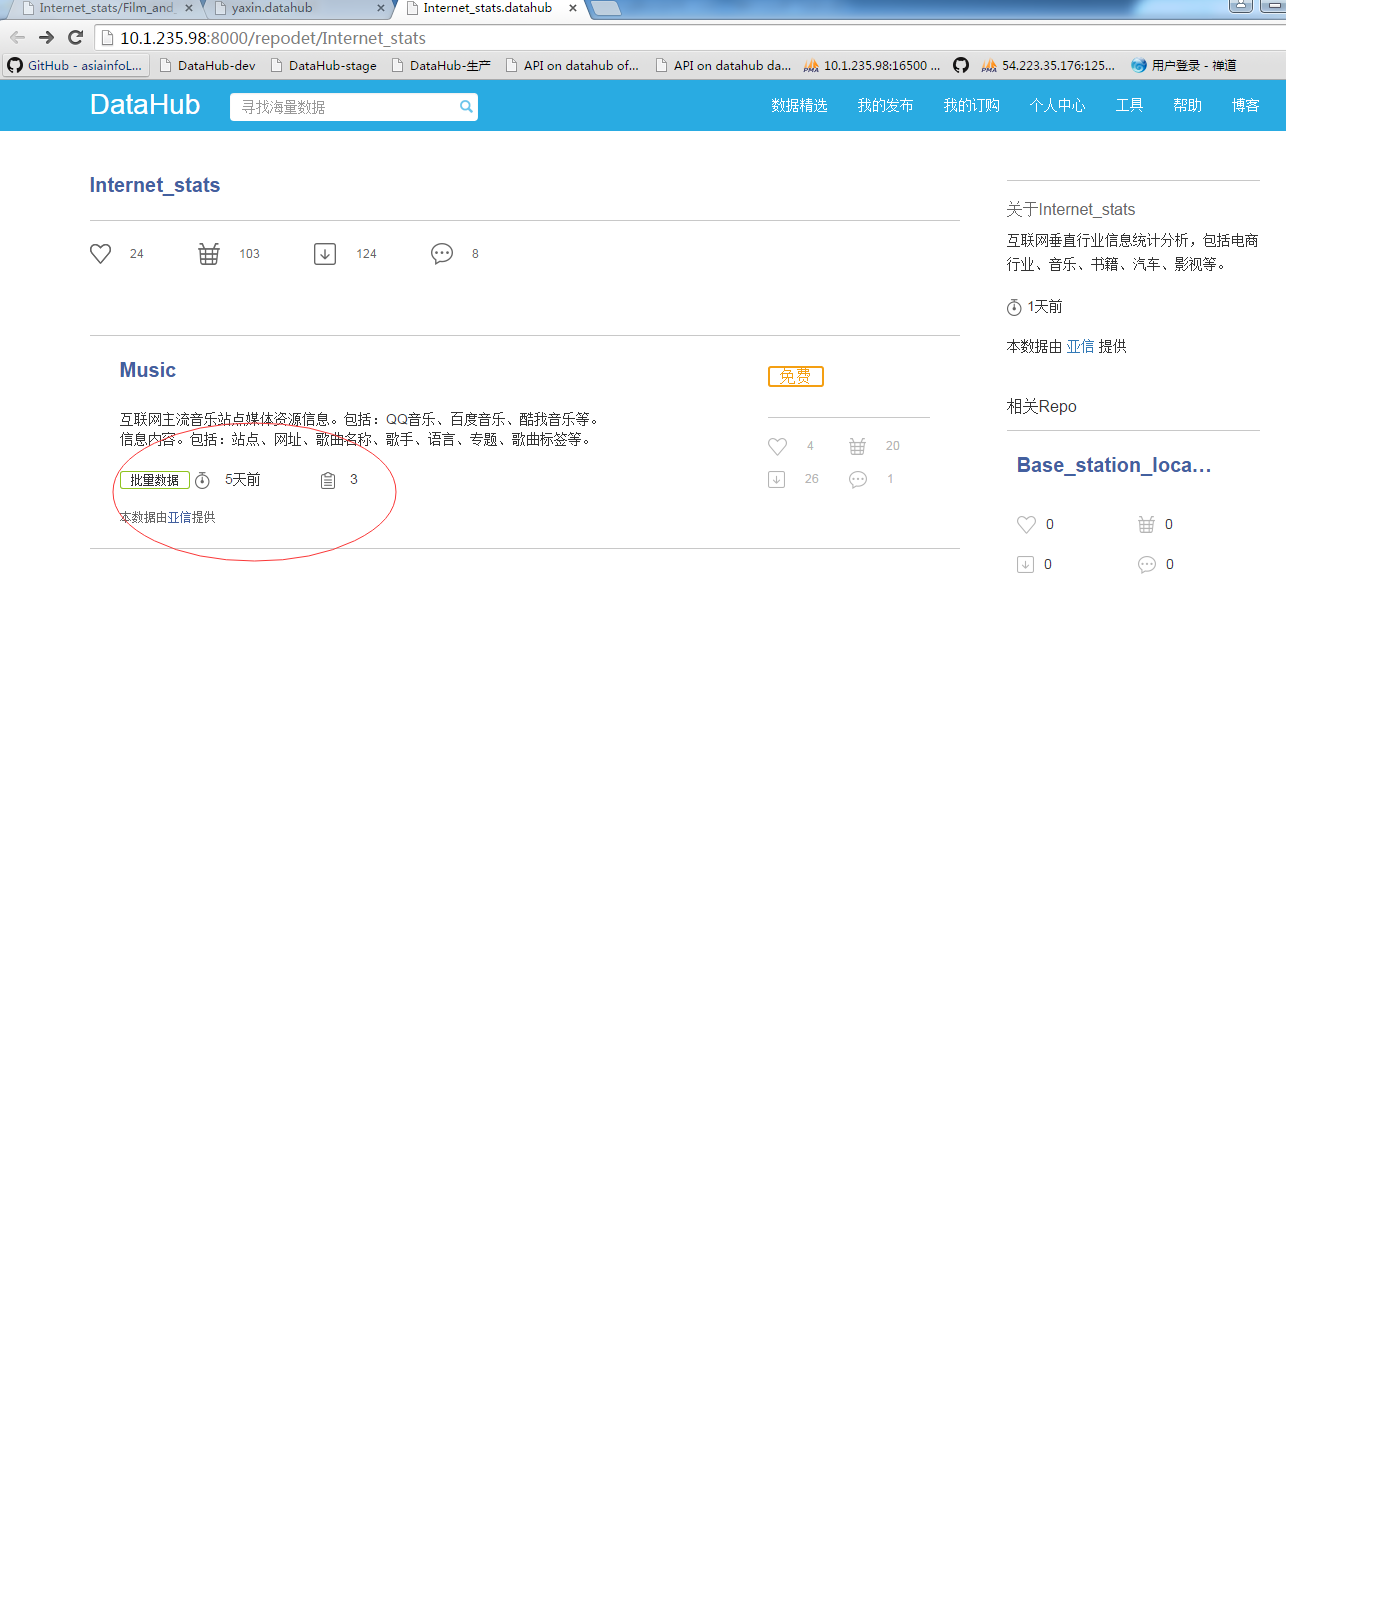 Internet_stats/Film_and_
yaxin.datahub
Internet_stats.datahub
10.1.235.98:8000/repodet/Internet_stats
GitHub - asiainfoL... DataHub-dev DataHub-stage DataHub-生产 API on datahub of... API on datahub da... 10.1.235.98:16500 ... 54.223.35.176:125... 用户登录 - 禅道
DataHub 寻找海量数据 数据精选 我的发布 我的订购 个人中心 工具 帮助 博客
Internet_stats
24 103 124 8
Music
免费
互联网主流音乐站点媒体资源信息。包括：QQ音乐、百度音乐、酷我音乐等。
信息内容。包括：站点、网址、歌曲名称、歌手、语言、专题、歌曲标签等。
4 20
批量数据 5天前 3
26 1
本数据由亚信提供
关于Internet_stats
互联网垂直行业信息统计分析，包括电商
行业、音乐、书籍、汽车、影视等。
1天前
本数据由 亚信 提供
相关Repo
Base_station_loca...
0 0
0 0